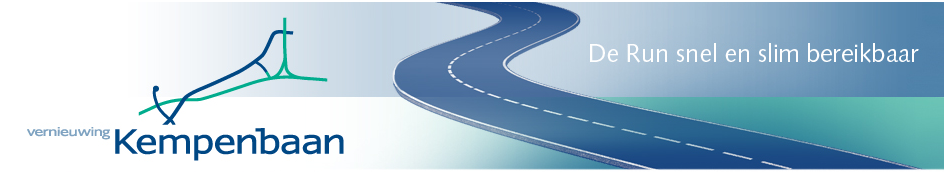 De Run snel en slim bereikbaar
vernieuwing
Kempenbaan